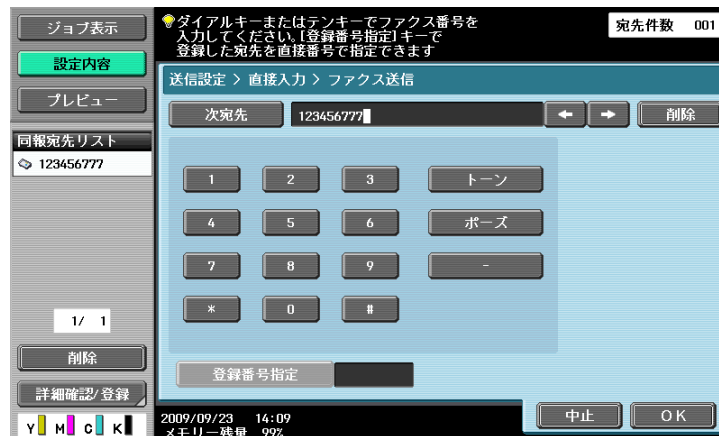 ジョブ表示
設定内容
プレビュー
同報宛先リスト
123456777
1/ 1
削除
詳細確認/登録
Y M C K
ダイアルキーまたはテンキーでファクス番号を
入力してください。[登録番号指定]キーで
登録した宛先を直接番号で指定できます
宛先件数 001
送信設定 > 直接入力 > ファクス送信
次宛先 123456777 ← → 削除
1 2 3 トーン
4 5 6 ポーズ
7 8 9 -
* 0 #
登録番号指定
2009/09/23 14:09
メモリー残量 99%
中止 OK